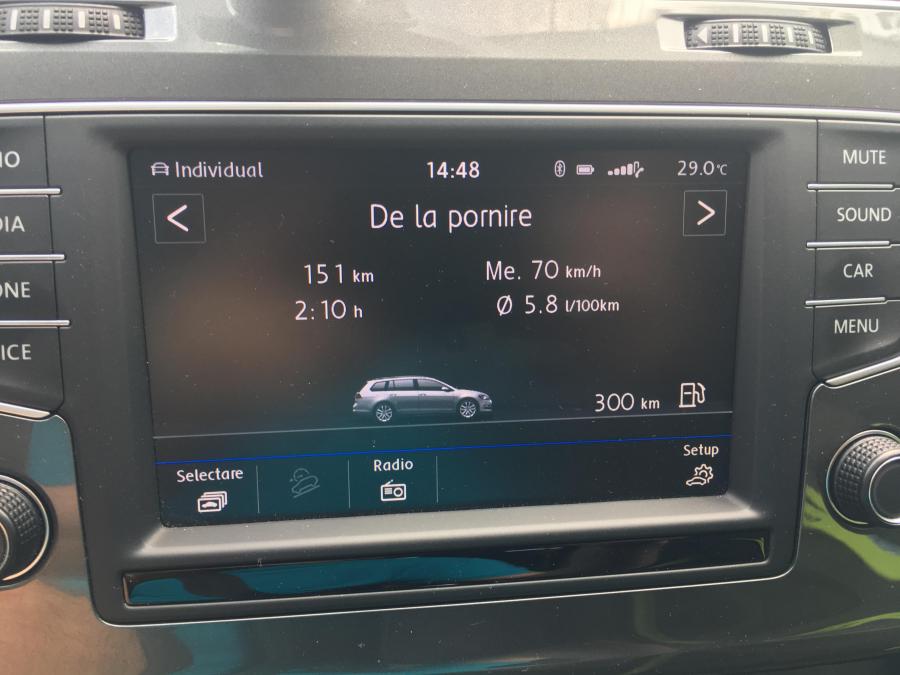 Individual 14:48 29.0°C
De la pornire
151 km Me. 70 km/h
2:10 h Ø 5.8 l/100km
300 km
Selectare Radio Setup
IO
DIA
ONE
ICE
MUTE
SOUND
CAR
MENU